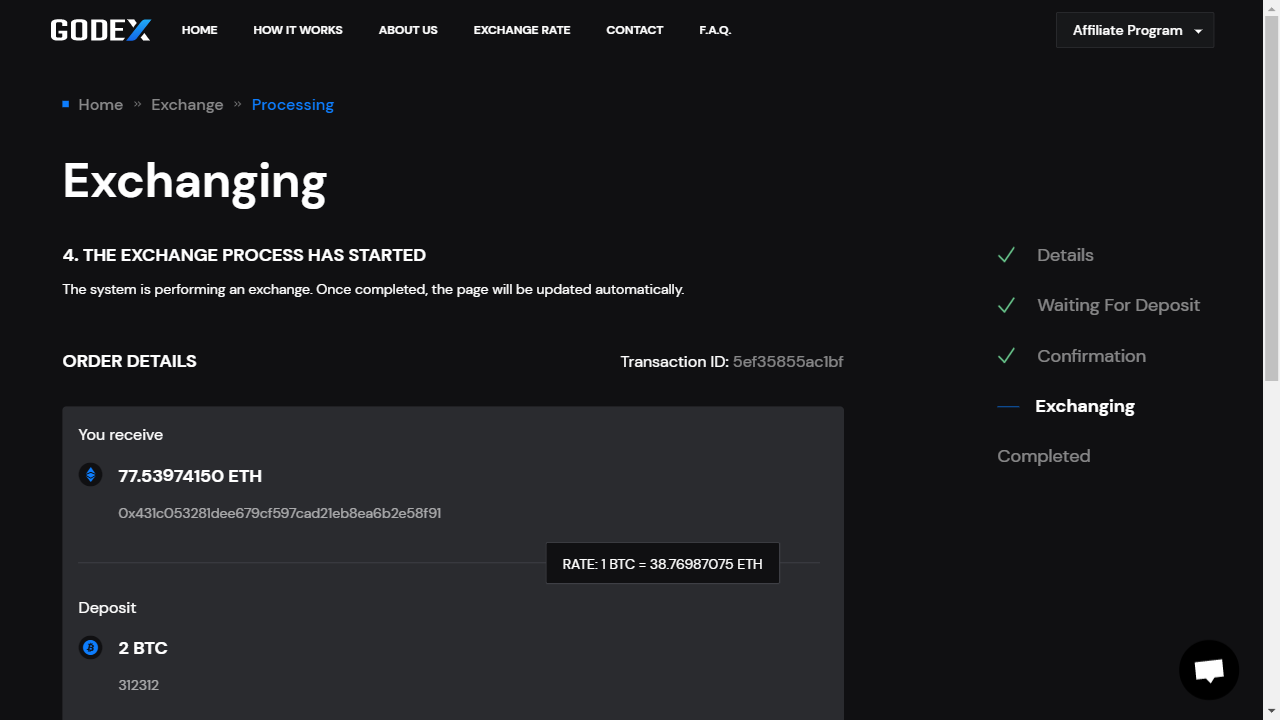 GODEX HOME HOW IT WORKS ABOUT US EXCHANGE RATE CONTACT F.A.Q. Affiliate Program
Home » Exchange » Processing
Exchanging
4. THE EXCHANGE PROCESS HAS STARTED
The system is performing an exchange. Once completed, the page will be updated automatically.
ORDER DETAILS Transaction ID: 5ef35855ac1bf
You receive
77.53974150 ETH
0x431c053281dee679cf597cad21eb8ea6b2e58f91
RATE: 1 BTC = 38.76987075 ETH
Deposit
2 BTC
312312
Details
Waiting For Deposit
Confirmation
Exchanging
Completed